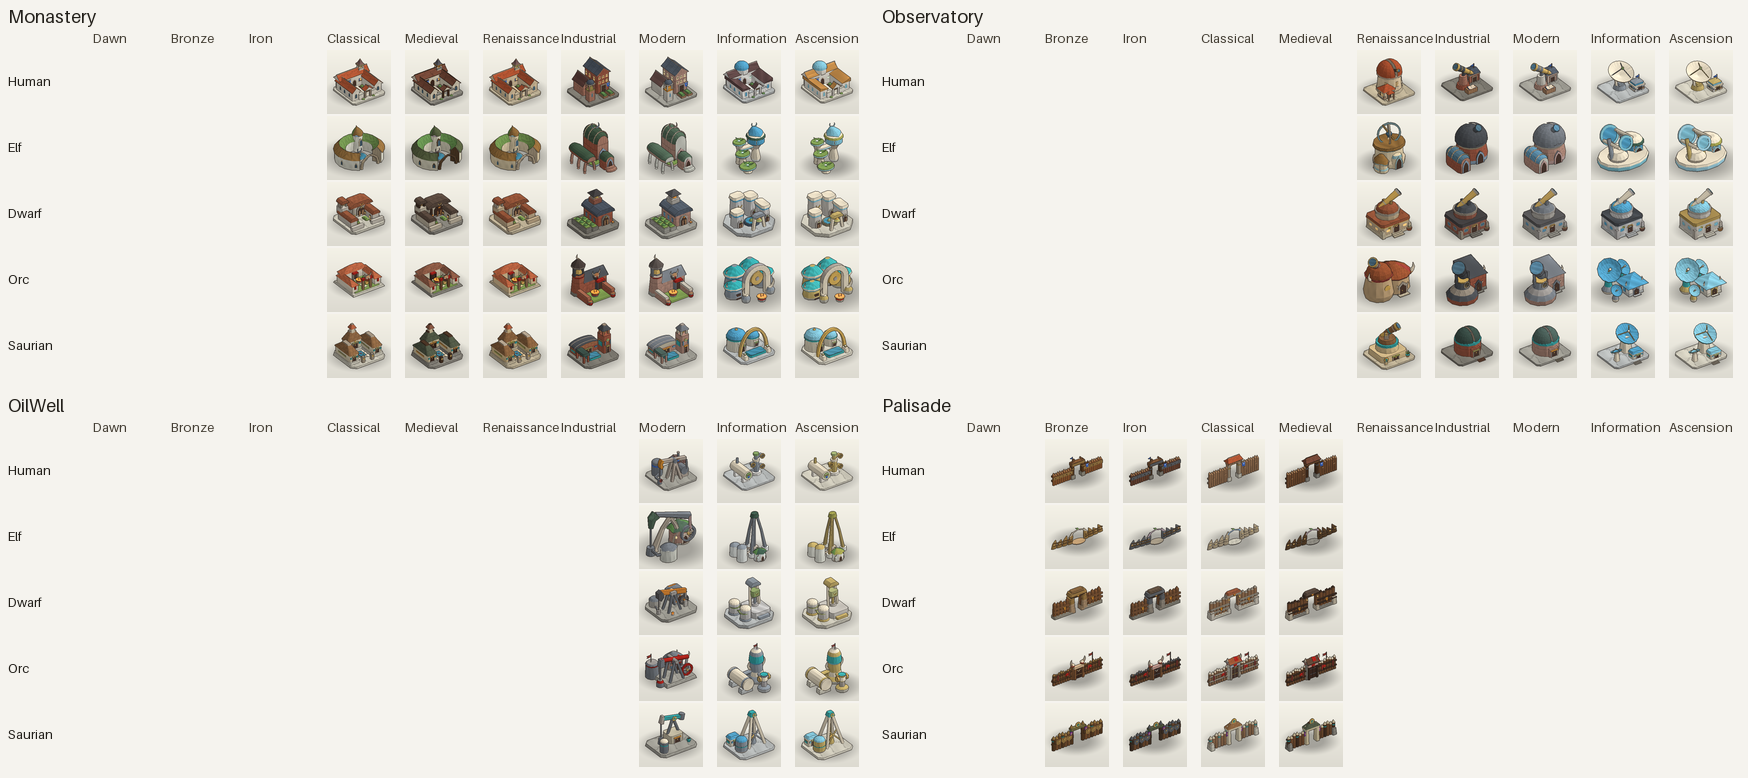 Monastery
Dawn Bronze Iron Classical Medieval Renaissance Industrial Modern Information Ascension
Human
Elf
Dwarf
Orc
Saurian
Observatory
Dawn Bronze Iron Classical Medieval Renaissance Industrial Modern Information Ascension
Human
Elf
Dwarf
Orc
Saurian
OilWell
Dawn Bronze Iron Classical Medieval Renaissance Industrial Modern Information Ascension
Human
Elf
Dwarf
Orc
Saurian
Palisade
Dawn Bronze Iron Classical Medieval Renaissance Industrial Modern Information Ascension
Human
Elf
Dwarf
Orc
Saurian